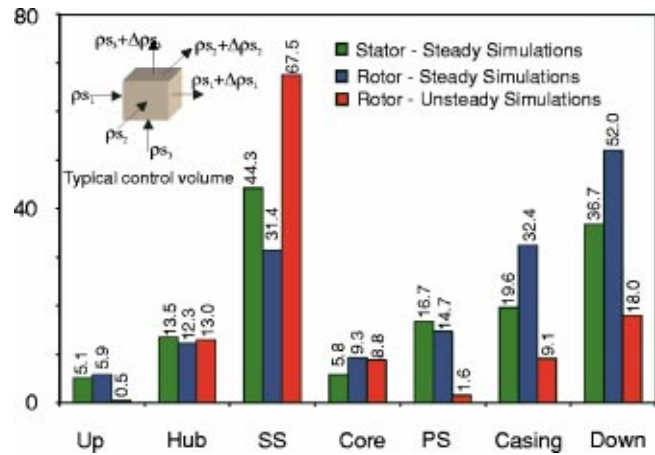 80
40
0
ρs₃+Δρs₃
ρs₂+Δρs₂
ρs₁+Δρs₁
ρs₁
ρs₂
ρs₃
Typical control volume
Stator - Steady Simulations
Rotor - Steady Simulations
Rotor - Unsteady Simulations
5.1
5.9
0.5
13.5
12.3
13.0
44.3
31.4
67.5
5.8
9.3
8.8
16.7
14.7
1.6
19.6
32.4
9.1
36.7
52.0
18.0
Up Hub SS Core PS Casing Down